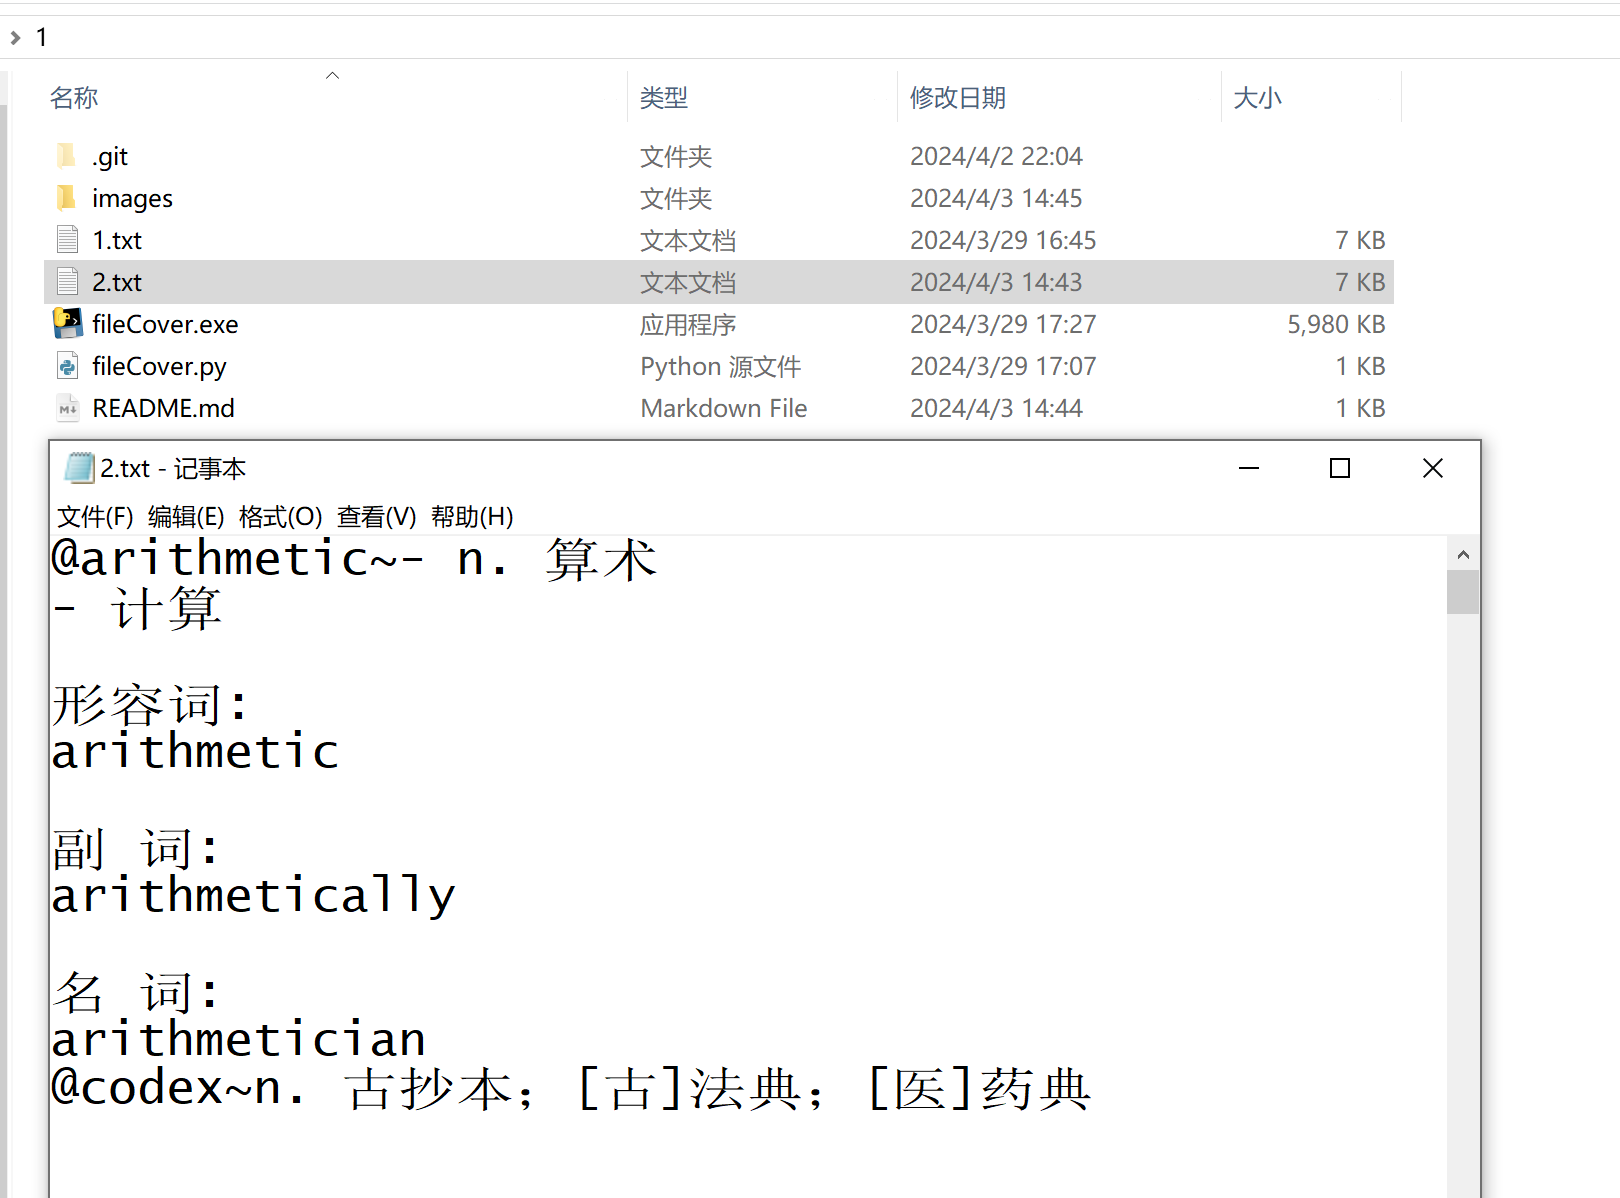 1
名称 类型 修改日期 大小
.git 文件夹 2024/4/2 22:04
images 文件夹 2024/4/3 14:45
1.txt 文本文档 2024/3/29 16:45 7 KB
2.txt 文本文档 2024/4/3 14:43 7 KB
fileCover.exe 应用程序 2024/3/29 17:27 5,980 KB
fileCover.py Python 源文件 2024/3/29 17:07 1 KB
README.md Markdown File 2024/4/3 14:44 1 KB
2.txt - 记事本
文件(F) 编辑(E) 格式(O) 查看(V) 帮助(H)
@arithmetic~- n. 算术
- 计算
形容词:
arithmetic
副 词:
arithmetically
名 词:
arithmetician
@codex~n. 古抄本；[古]法典；[医]药典